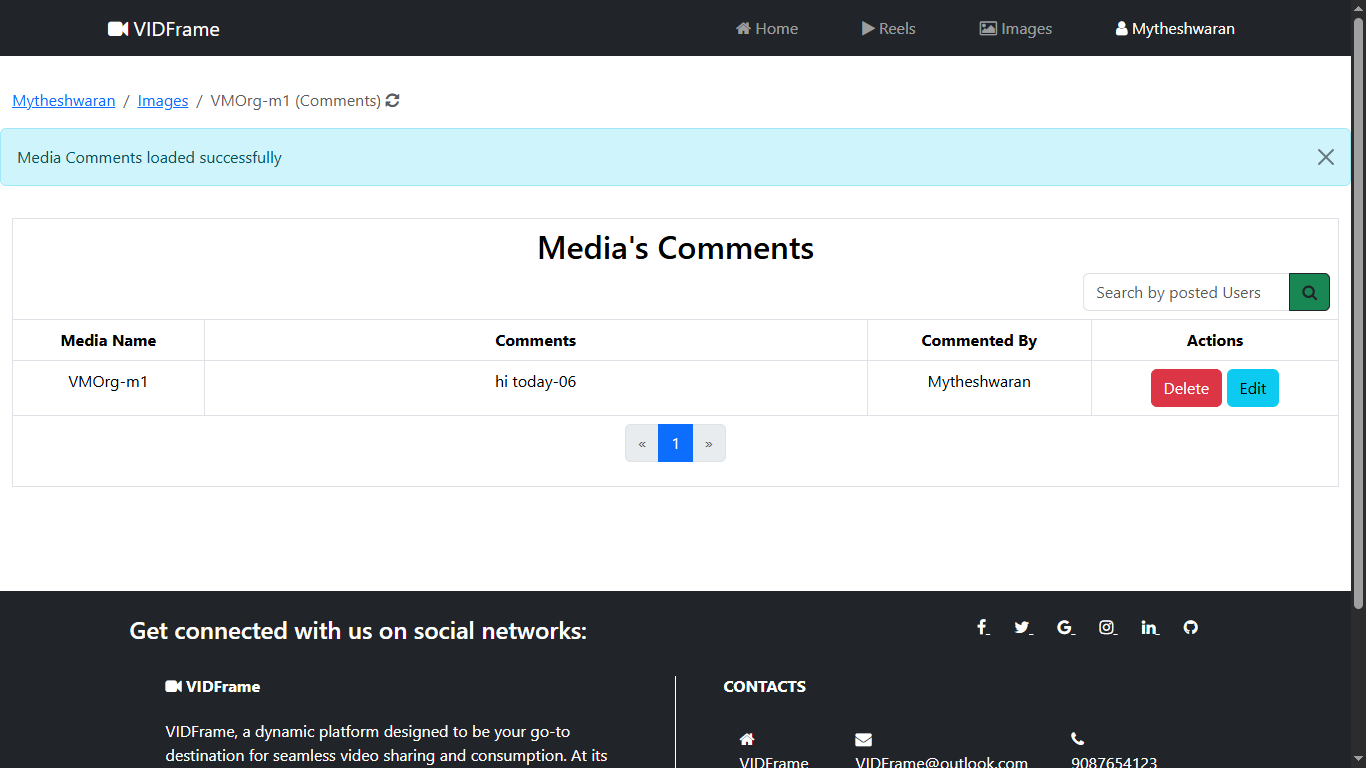 VIDFrame Home Reels Images Mytheshwaran
Mytheshwaran / Images / VMOrg-m1 (Comments)
Media Comments loaded successfully
Media's Comments
Search by posted Users
Media Name Comments Commented By Actions
VMOrg-m1 hi today-06 Mytheshwaran Delete Edit
« 1 »
Get connected with us on social networks:
VIDFrame
VIDFrame, a dynamic platform designed to be your go-to
destination for seamless video sharing and consumption. At its
CONTACTS
VIDFrame VIDFrame@outlook.com 9087654123